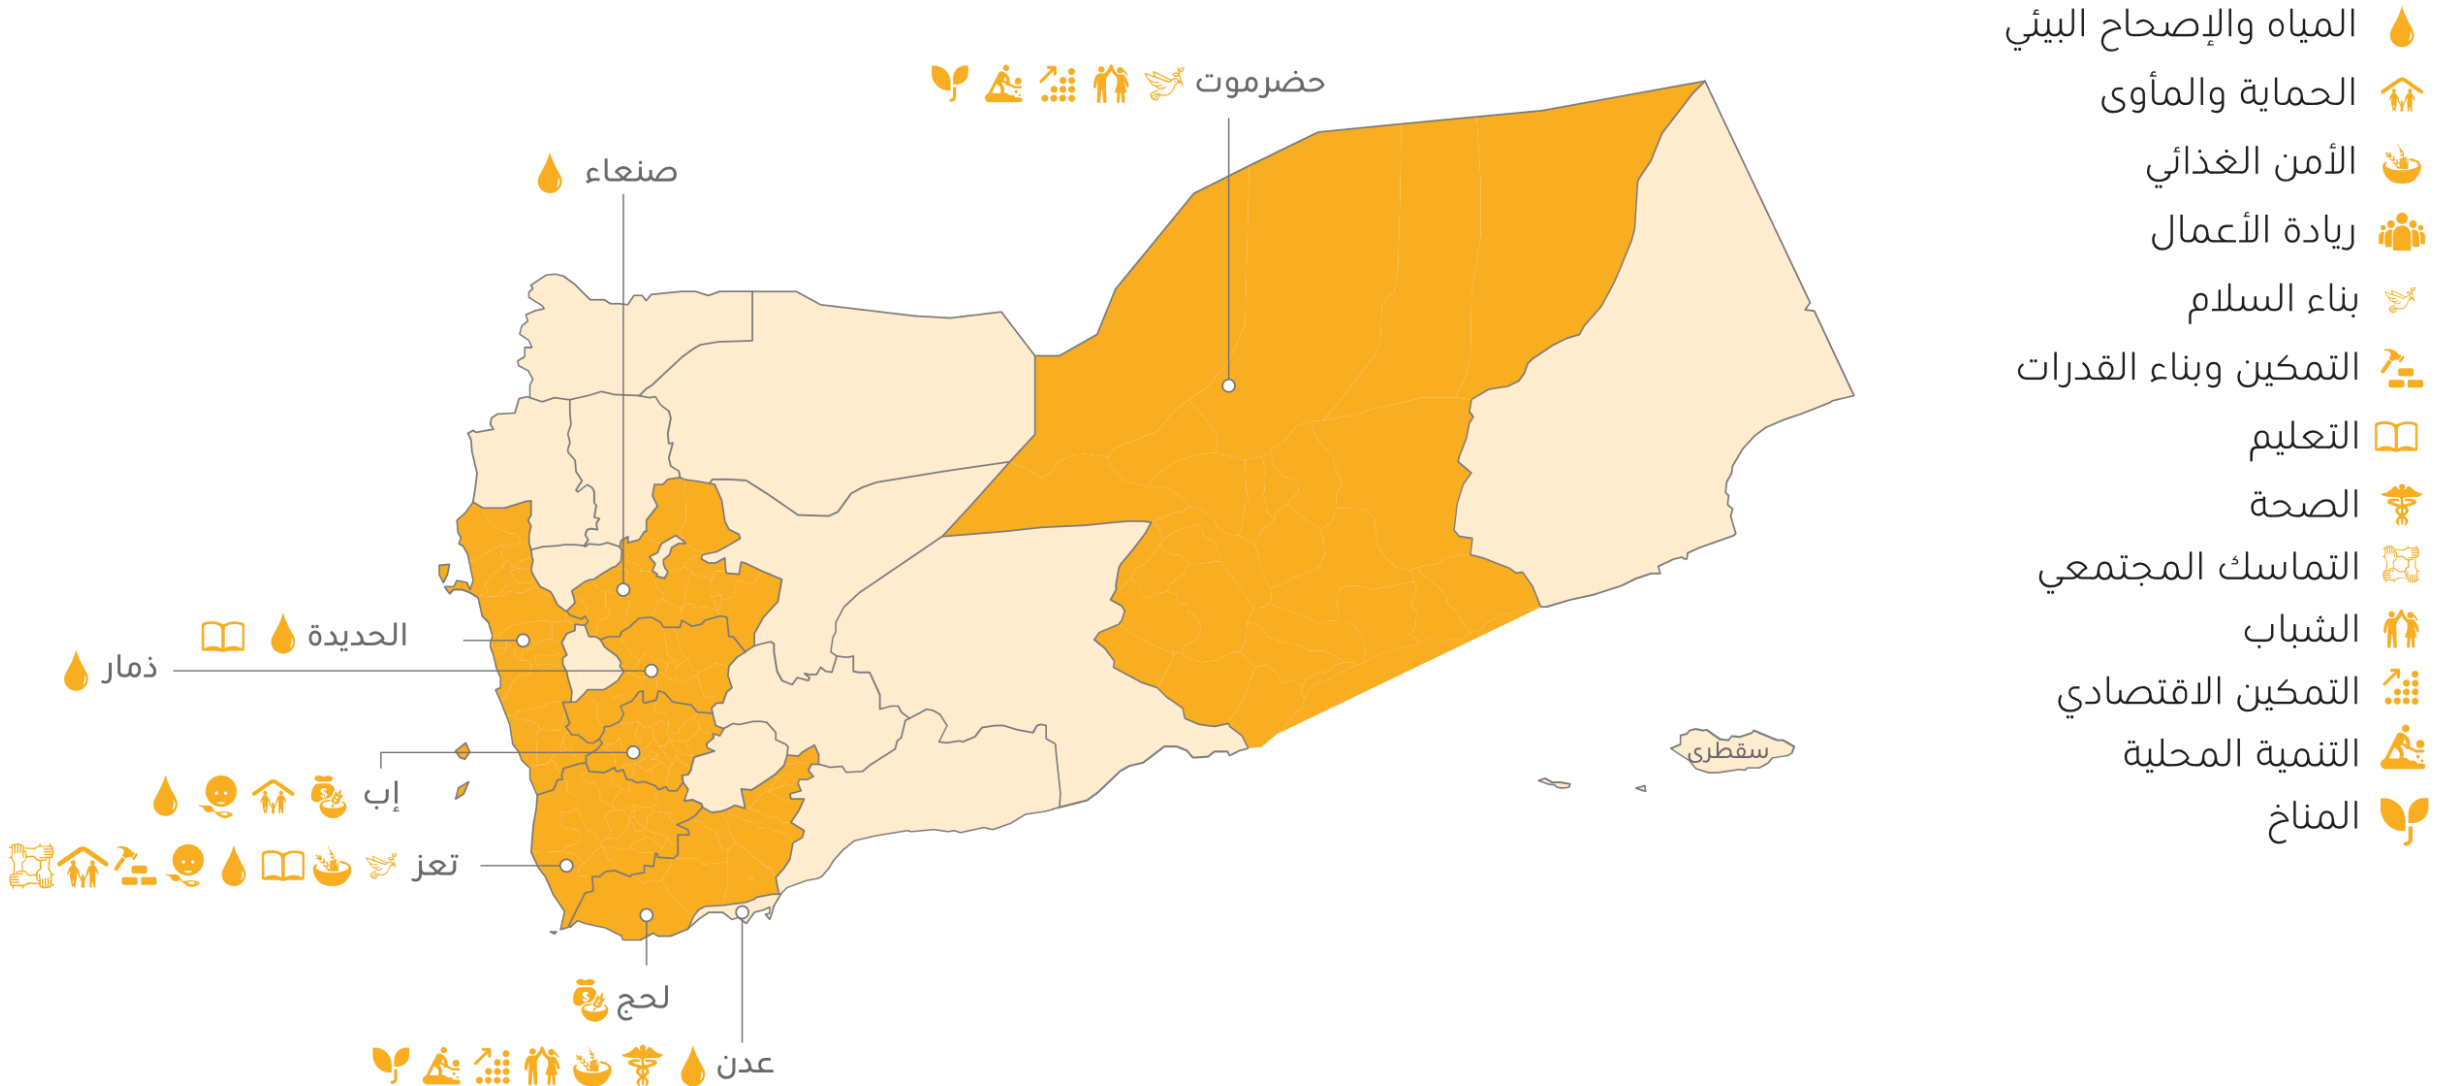 المياه والإصحاح البيئي
الحماية والمأوى
الأمن الغذائي
ريادة الأعمال
بناء السلام
التمكين وبناء القدرات
التعليم
الصحة
التماسك المجتمعي
الشباب
التمكين الاقتصادي
التنمية المحلية
المناخ
حضرموت
صنعاء
الحديدة
ذمار
إب
تعز
لحج
عدن
سقطرى